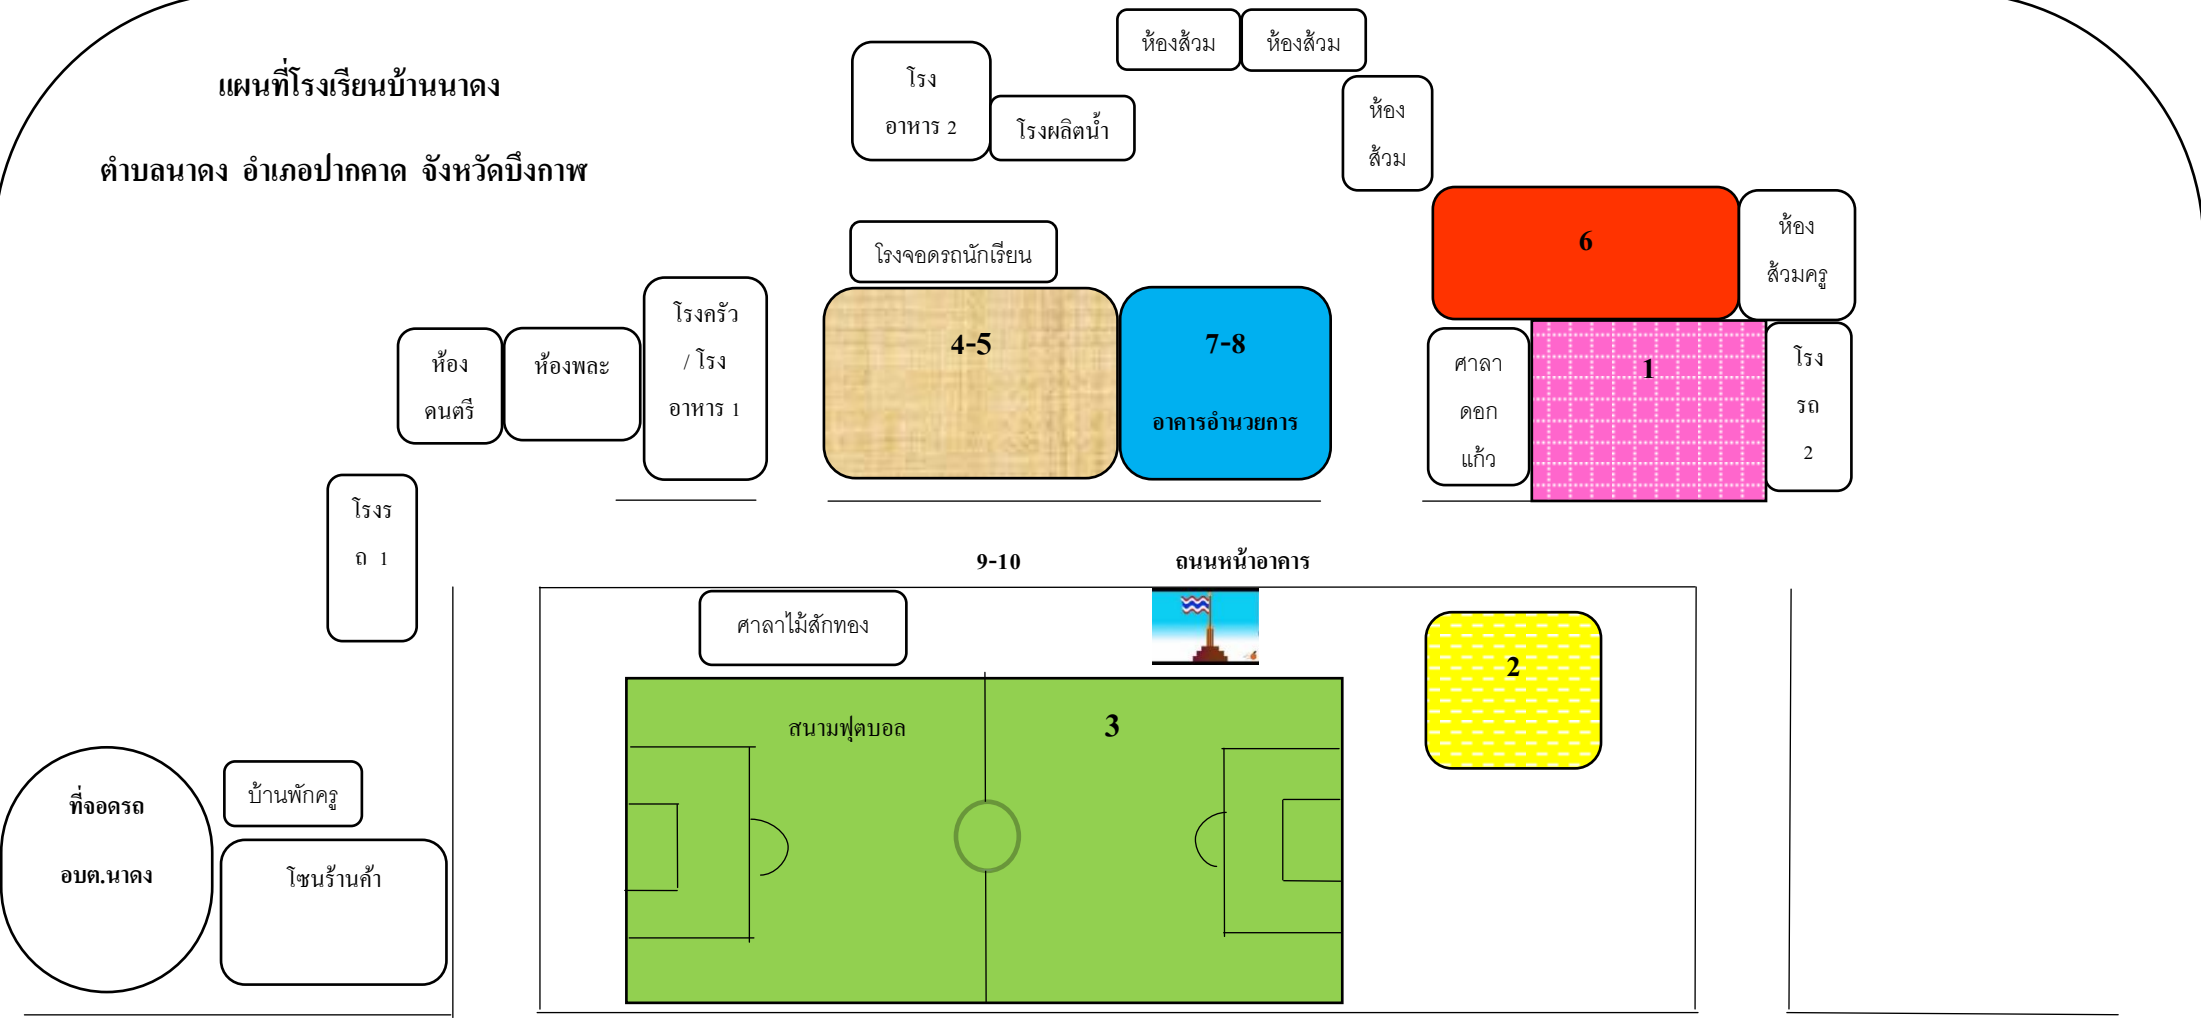 แผนที่โรงเรียนบ้านนาดง
ตำบลนาดง อำเภอปากคาด จังหวัดบึงกาฬ
ห้องส้วม
ห้องส้วม
โรง
อาหาร 2
โรงผลิตน้ำ
ห้อง
ส้วม
6
ห้อง
ส้วมครู
โรงจอดรถนักเรียน
โรงครัว
/ โรง
อาหาร 1
4-5
7-8
อาคารอำนวยการ
ห้อง
ดนตรี
ห้องพละ
ศาลา
ดอก
แก้ว
1
โรง
รถ
2
โรงร
ถ 1
9-10
ถนนหน้าอาคาร
ศาลาไม้สักทอง
2
สนามฟุตบอล
3
ที่จอดรถ
อบต.นาดง
บ้านพักครู
โซนร้านค้า